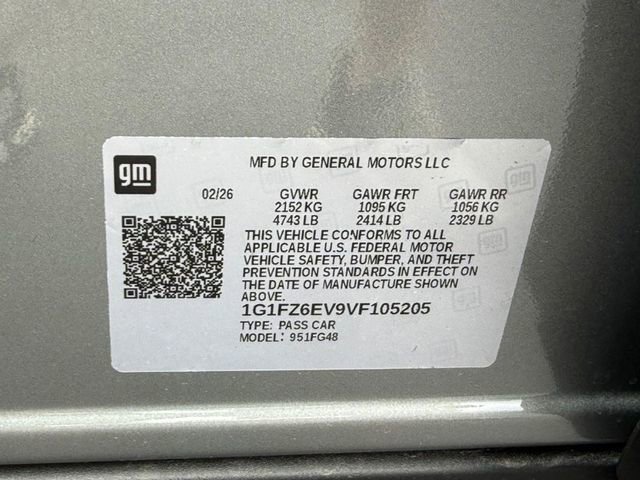 gm
MFD BY GENERAL MOTORS LLC
02/26 GVWR GAWR FRT GAWR RR
2152 KG 1095 KG 1056 KG
4743 LB 2414 LB 2329 LB
THIS VEHICLE CONFORMS TO ALL
APPLICABLE U.S. FEDERAL MOTOR
VEHICLE SAFETY, BUMPER, AND THEFT
PREVENTION STANDARDS IN EFFECT ON
THE DATE OF MANUFACTURE SHOWN
ABOVE.
1G1FZ6EV9VF105205
TYPE: PASS CAR
MODEL: 951FG48